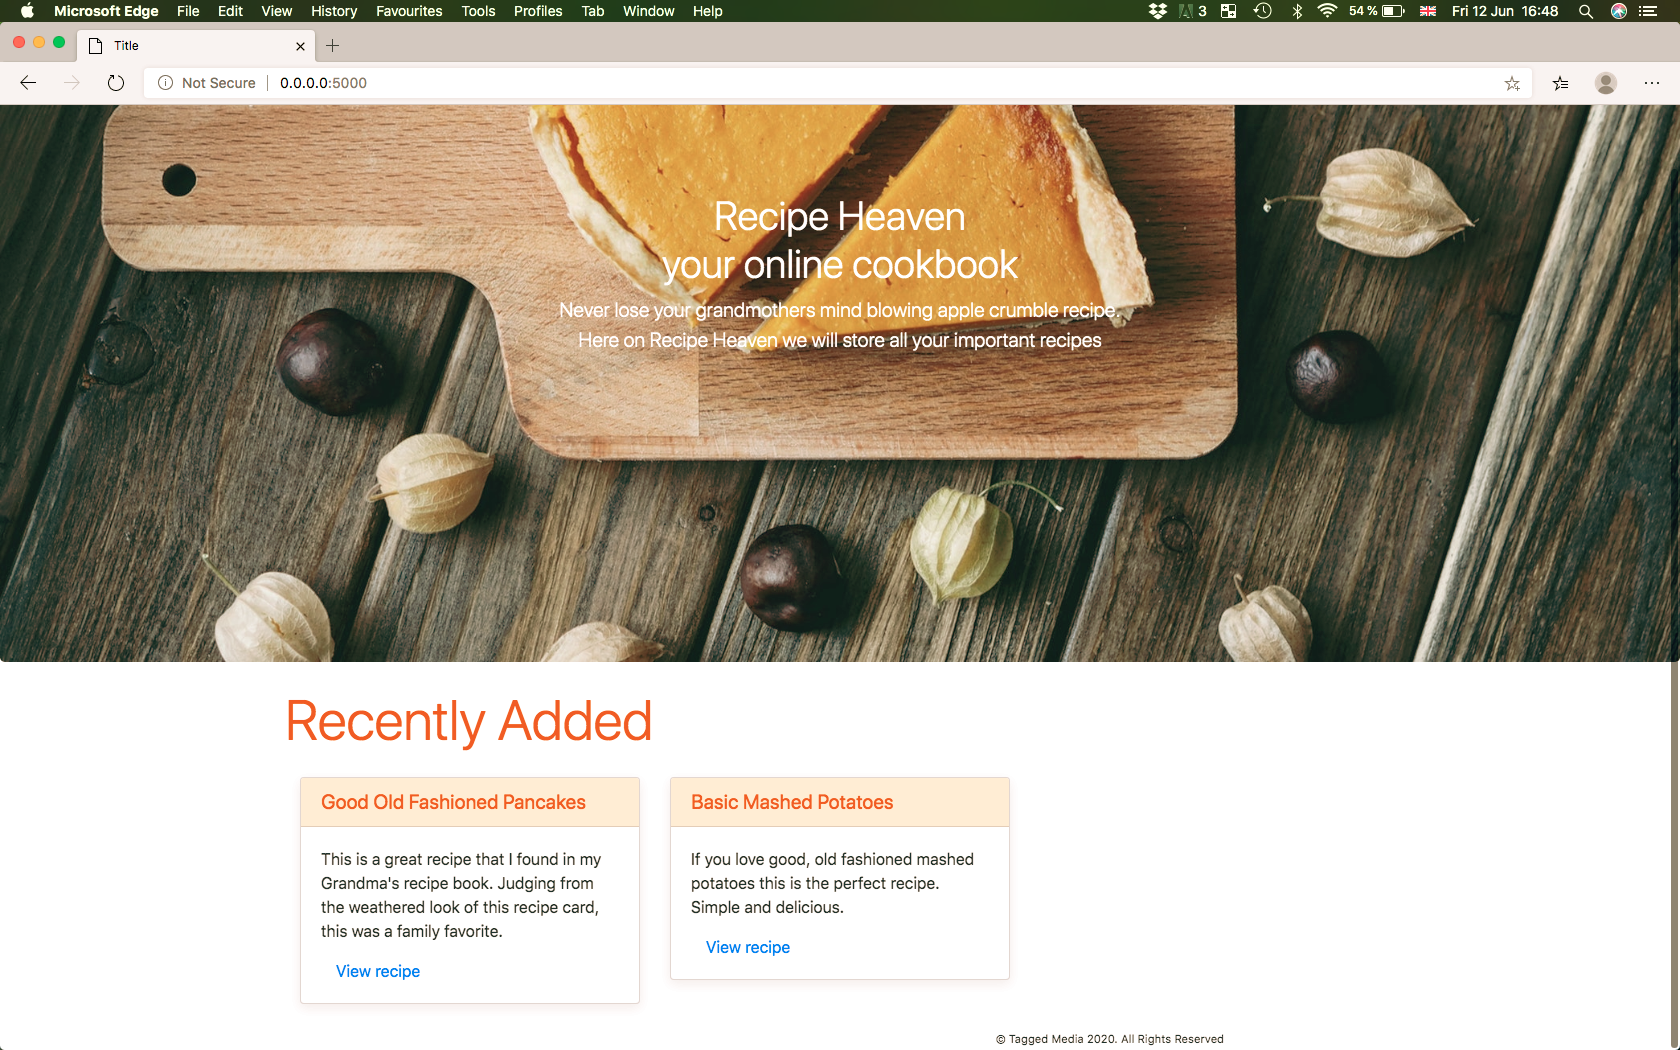 Microsoft Edge File Edit View History Favourites Tools Profiles Tab Window Help 3 54 % Fri 12 Jun 16:48
Title
Not Secure 0.0.0.0:5000
Recipe Heaven
your online cookbook
Never lose your grandmothers mind blowing apple crumble recipe.
Here on Recipe Heaven we will store all your important recipes
Recently Added
Good Old Fashioned Pancakes
This is a great recipe that I found in my
Grandma's recipe book. Judging from
the weathered look of this recipe card,
this was a family favorite.
View recipe
Basic Mashed Potatoes
If you love good, old fashioned mashed
potatoes this is the perfect recipe.
Simple and delicious.
View recipe
© Tagged Media 2020. All Rights Reserved